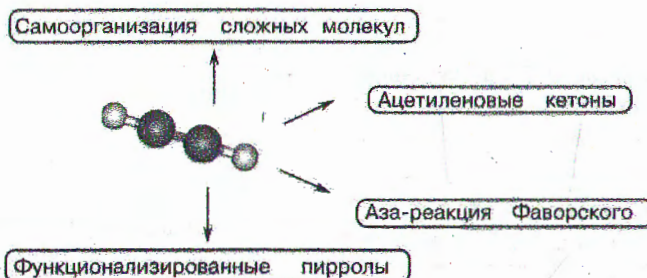 Самоорганизация сложных молекул
Ацетиленовые кетоны
Аза-реакция Фаворского
Функционализированные пирролы